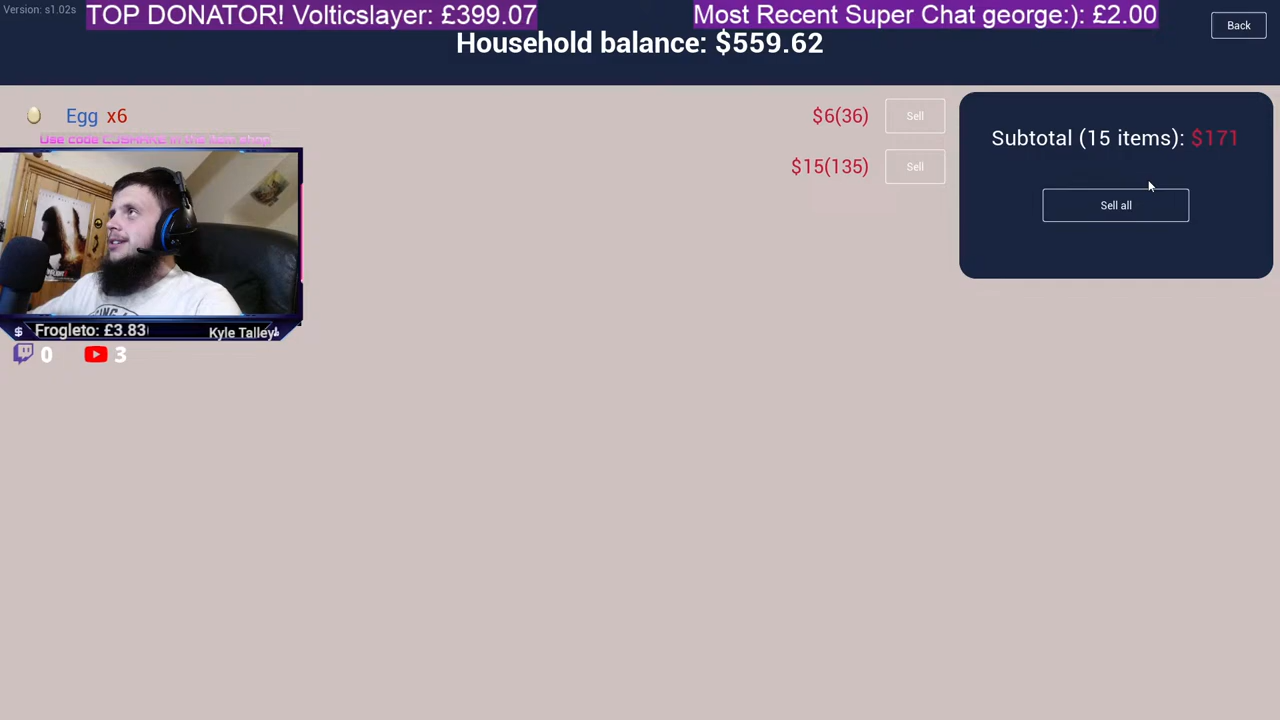 Version: s1.02s
TOP DONATOR! Volticslayer: £399.07
Most Recent Super Chat george:): £2.00
Back
Household balance: $559.62
Egg x6
$6(36)
Sell
$15(135)
Sell
Subtotal (15 items): $171
Sell all
$
Frogleto: £3.83
Kyle Talley
0
3